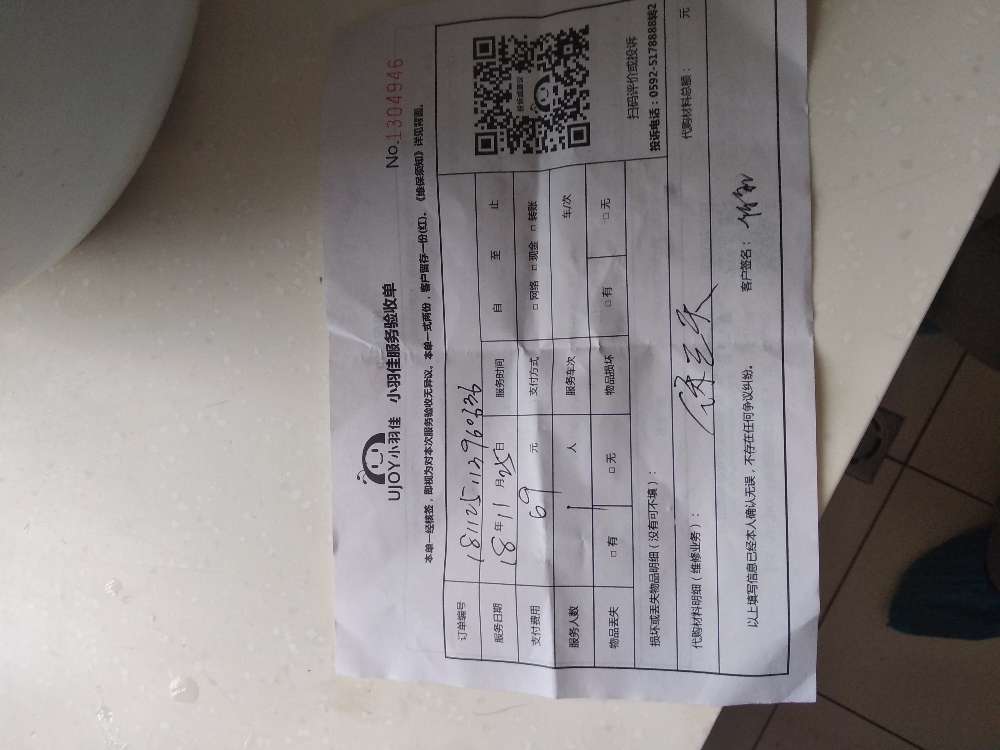 UJOY小羽佳 小羽佳服务验收单
No.1304946
本单一经核签，即视为对本次服务验收无异议。本单一式两份，客户留存一份(红)。《维保须知》详见背面。
订单编号 181125113960636
服务日期 18年11月25日 服务时间 自 至 止
支付费用 69 元 支付方式 □网络 □现金 □转账
服务人数 1 人 服务车次 车/次
物品丢失 □有 □无 物品损坏 □有 □无
扫码评价或投诉
投诉电话：0592-5178888转2
损坏或丢失物品明细（没有可不填）：
代购材料明细（维修业务）： 代购材料总额： 元
以上填写信息已经本人确认无误，不存在任何争议纠纷。 客户签名：